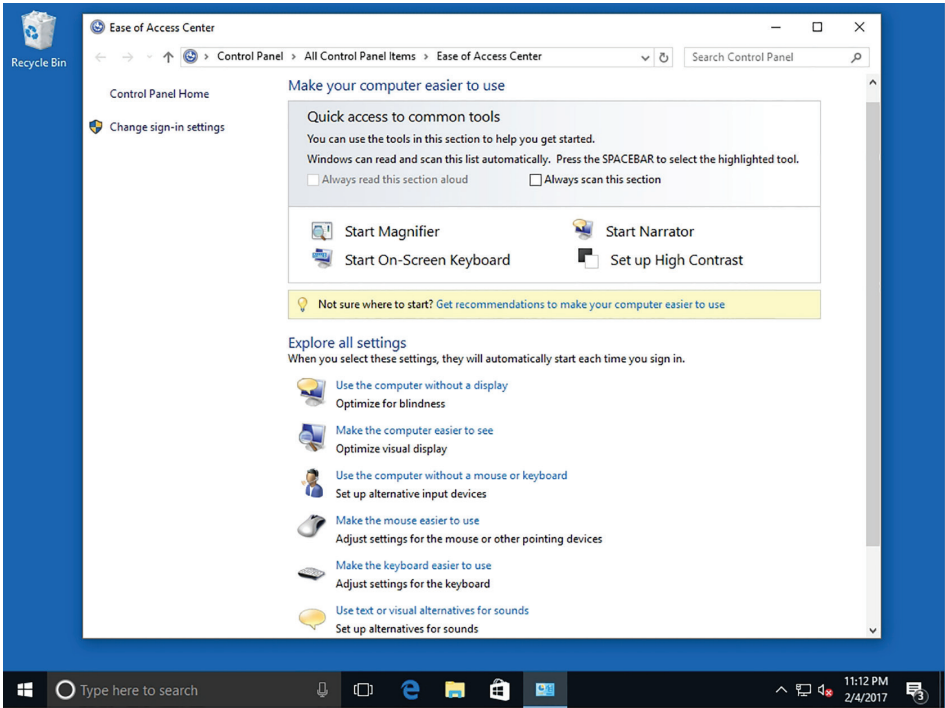 Recycle Bin
Ease of Access Center
Control Panel > All Control Panel Items > Ease of Access Center
Search Control Panel
Control Panel Home
Change sign-in settings
Make your computer easier to use
Quick access to common tools
You can use the tools in this section to help you get started.
Windows can read and scan this list automatically. Press the SPACEBAR to select the highlighted tool.
Always read this section aloud
Always scan this section
Start Magnifier
Start Narrator
Start On-Screen Keyboard
Set up High Contrast
Not sure where to start? Get recommendations to make your computer easier to use
Explore all settings
When you select these settings, they will automatically start each time you sign in.
Use the computer without a display
Optimize for blindness
Make the computer easier to see
Optimize visual display
Use the computer without a mouse or keyboard
Set up alternative input devices
Make the mouse easier to use
Adjust settings for the mouse or other pointing devices
Make the keyboard easier to use
Adjust settings for the keyboard
Use text or visual alternatives for sounds
Set up alternatives for sounds
Type here to search
11:12 PM
2/4/2017
3